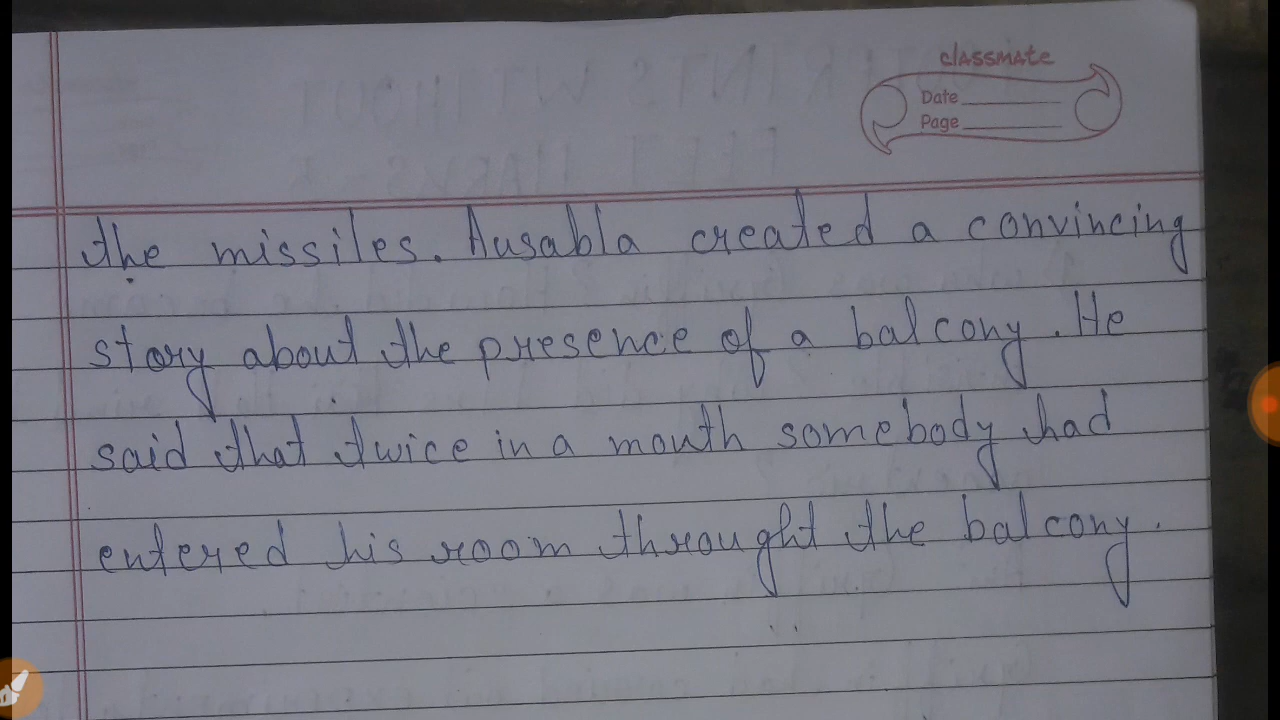 classmate
Date
Page
the missiles. Ausabla created a convincing
story about the presence of a balcony. He
said that twice in a mouth somebody had
entered his room throught the balcony.